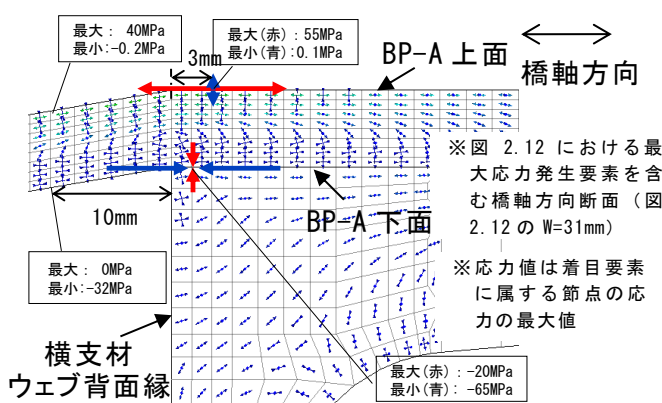 最大： 40MPa
最小:-0.2MPa
最大(赤)：55MPa
最小(青):0.1MPa
3mm
BP-A 上面
橋軸方向
※図 2.12 における最
大応力発生要素を含
む橋軸方向断面（図
2.12 の W=31mm）
10mm
BP-A 下面
※応力値は着目要素
に属する節点の応
力の最大値
最大： 0MPa
最小:-32MPa
横支材
ウェブ背面縁
最大(赤)：-20MPa
最小(青)：-65MPa